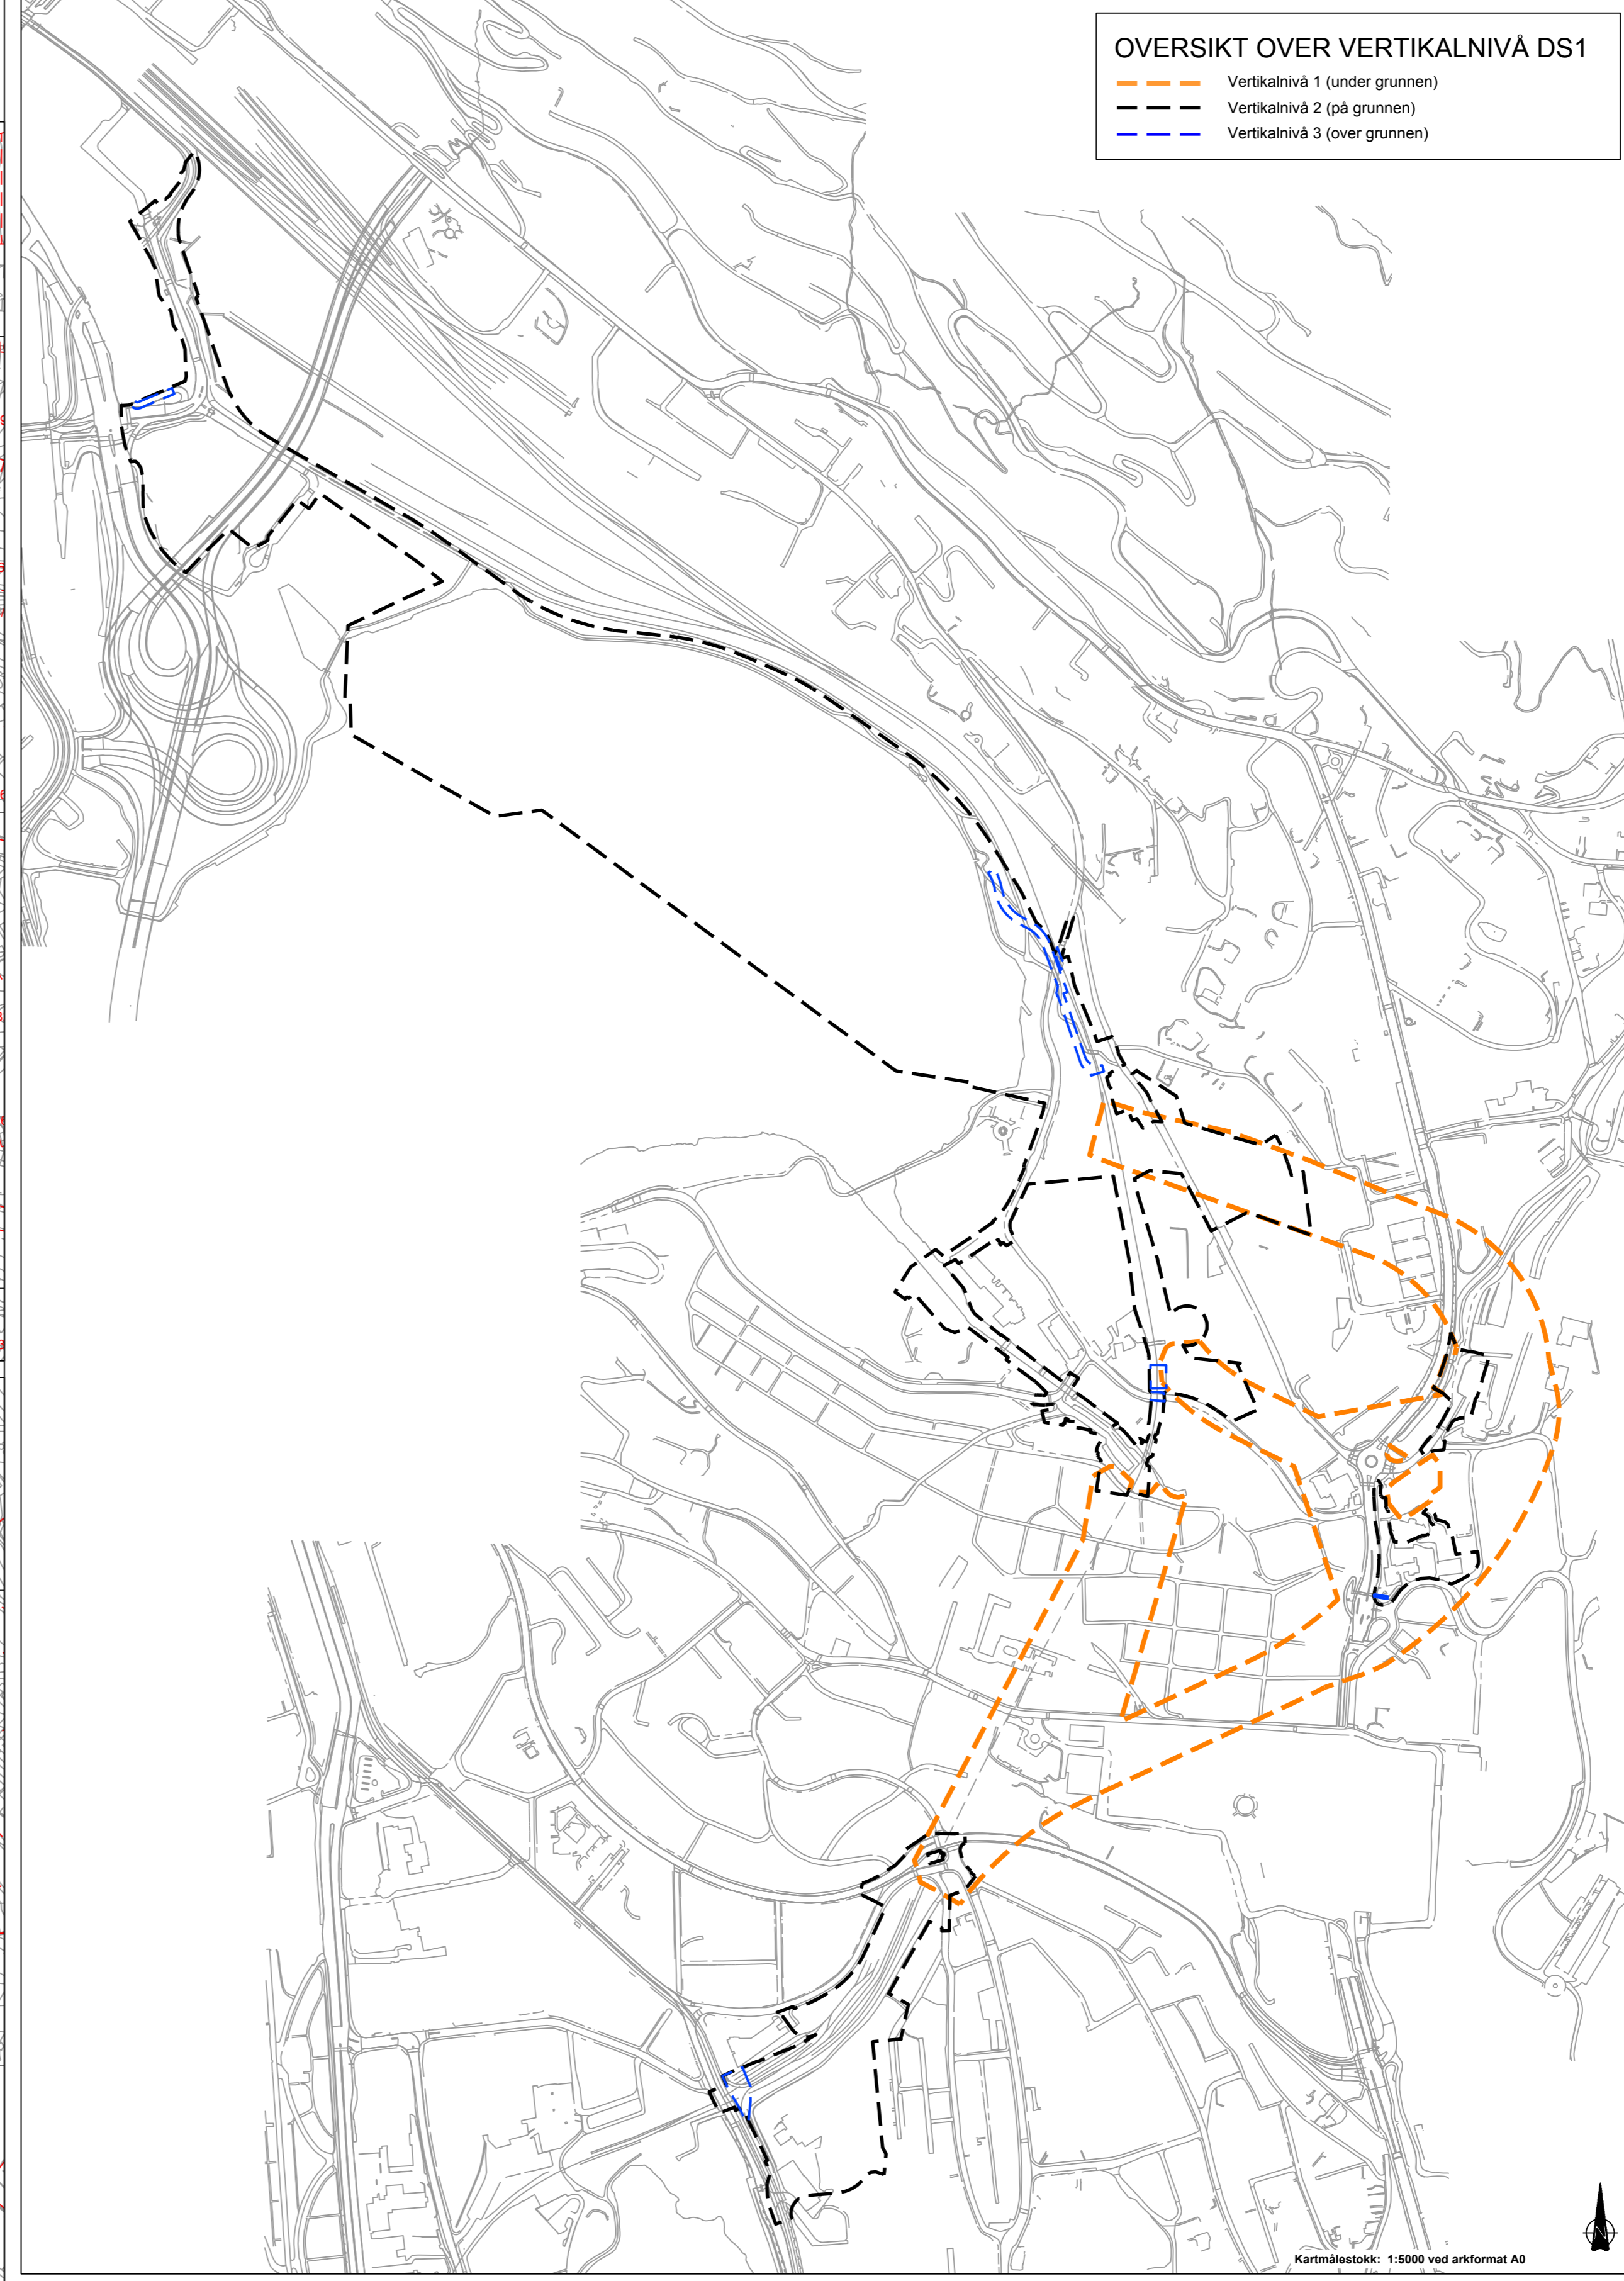 OVERSIKT OVER VERTIKALNIVÅ DS1
Vertikalnivå 1 (under grunnen)
Vertikalnivå 2 (på grunnen)
Vertikalnivå 3 (over grunnen)
N
Kartmålestokk: 1:5000 ved arkformat A0